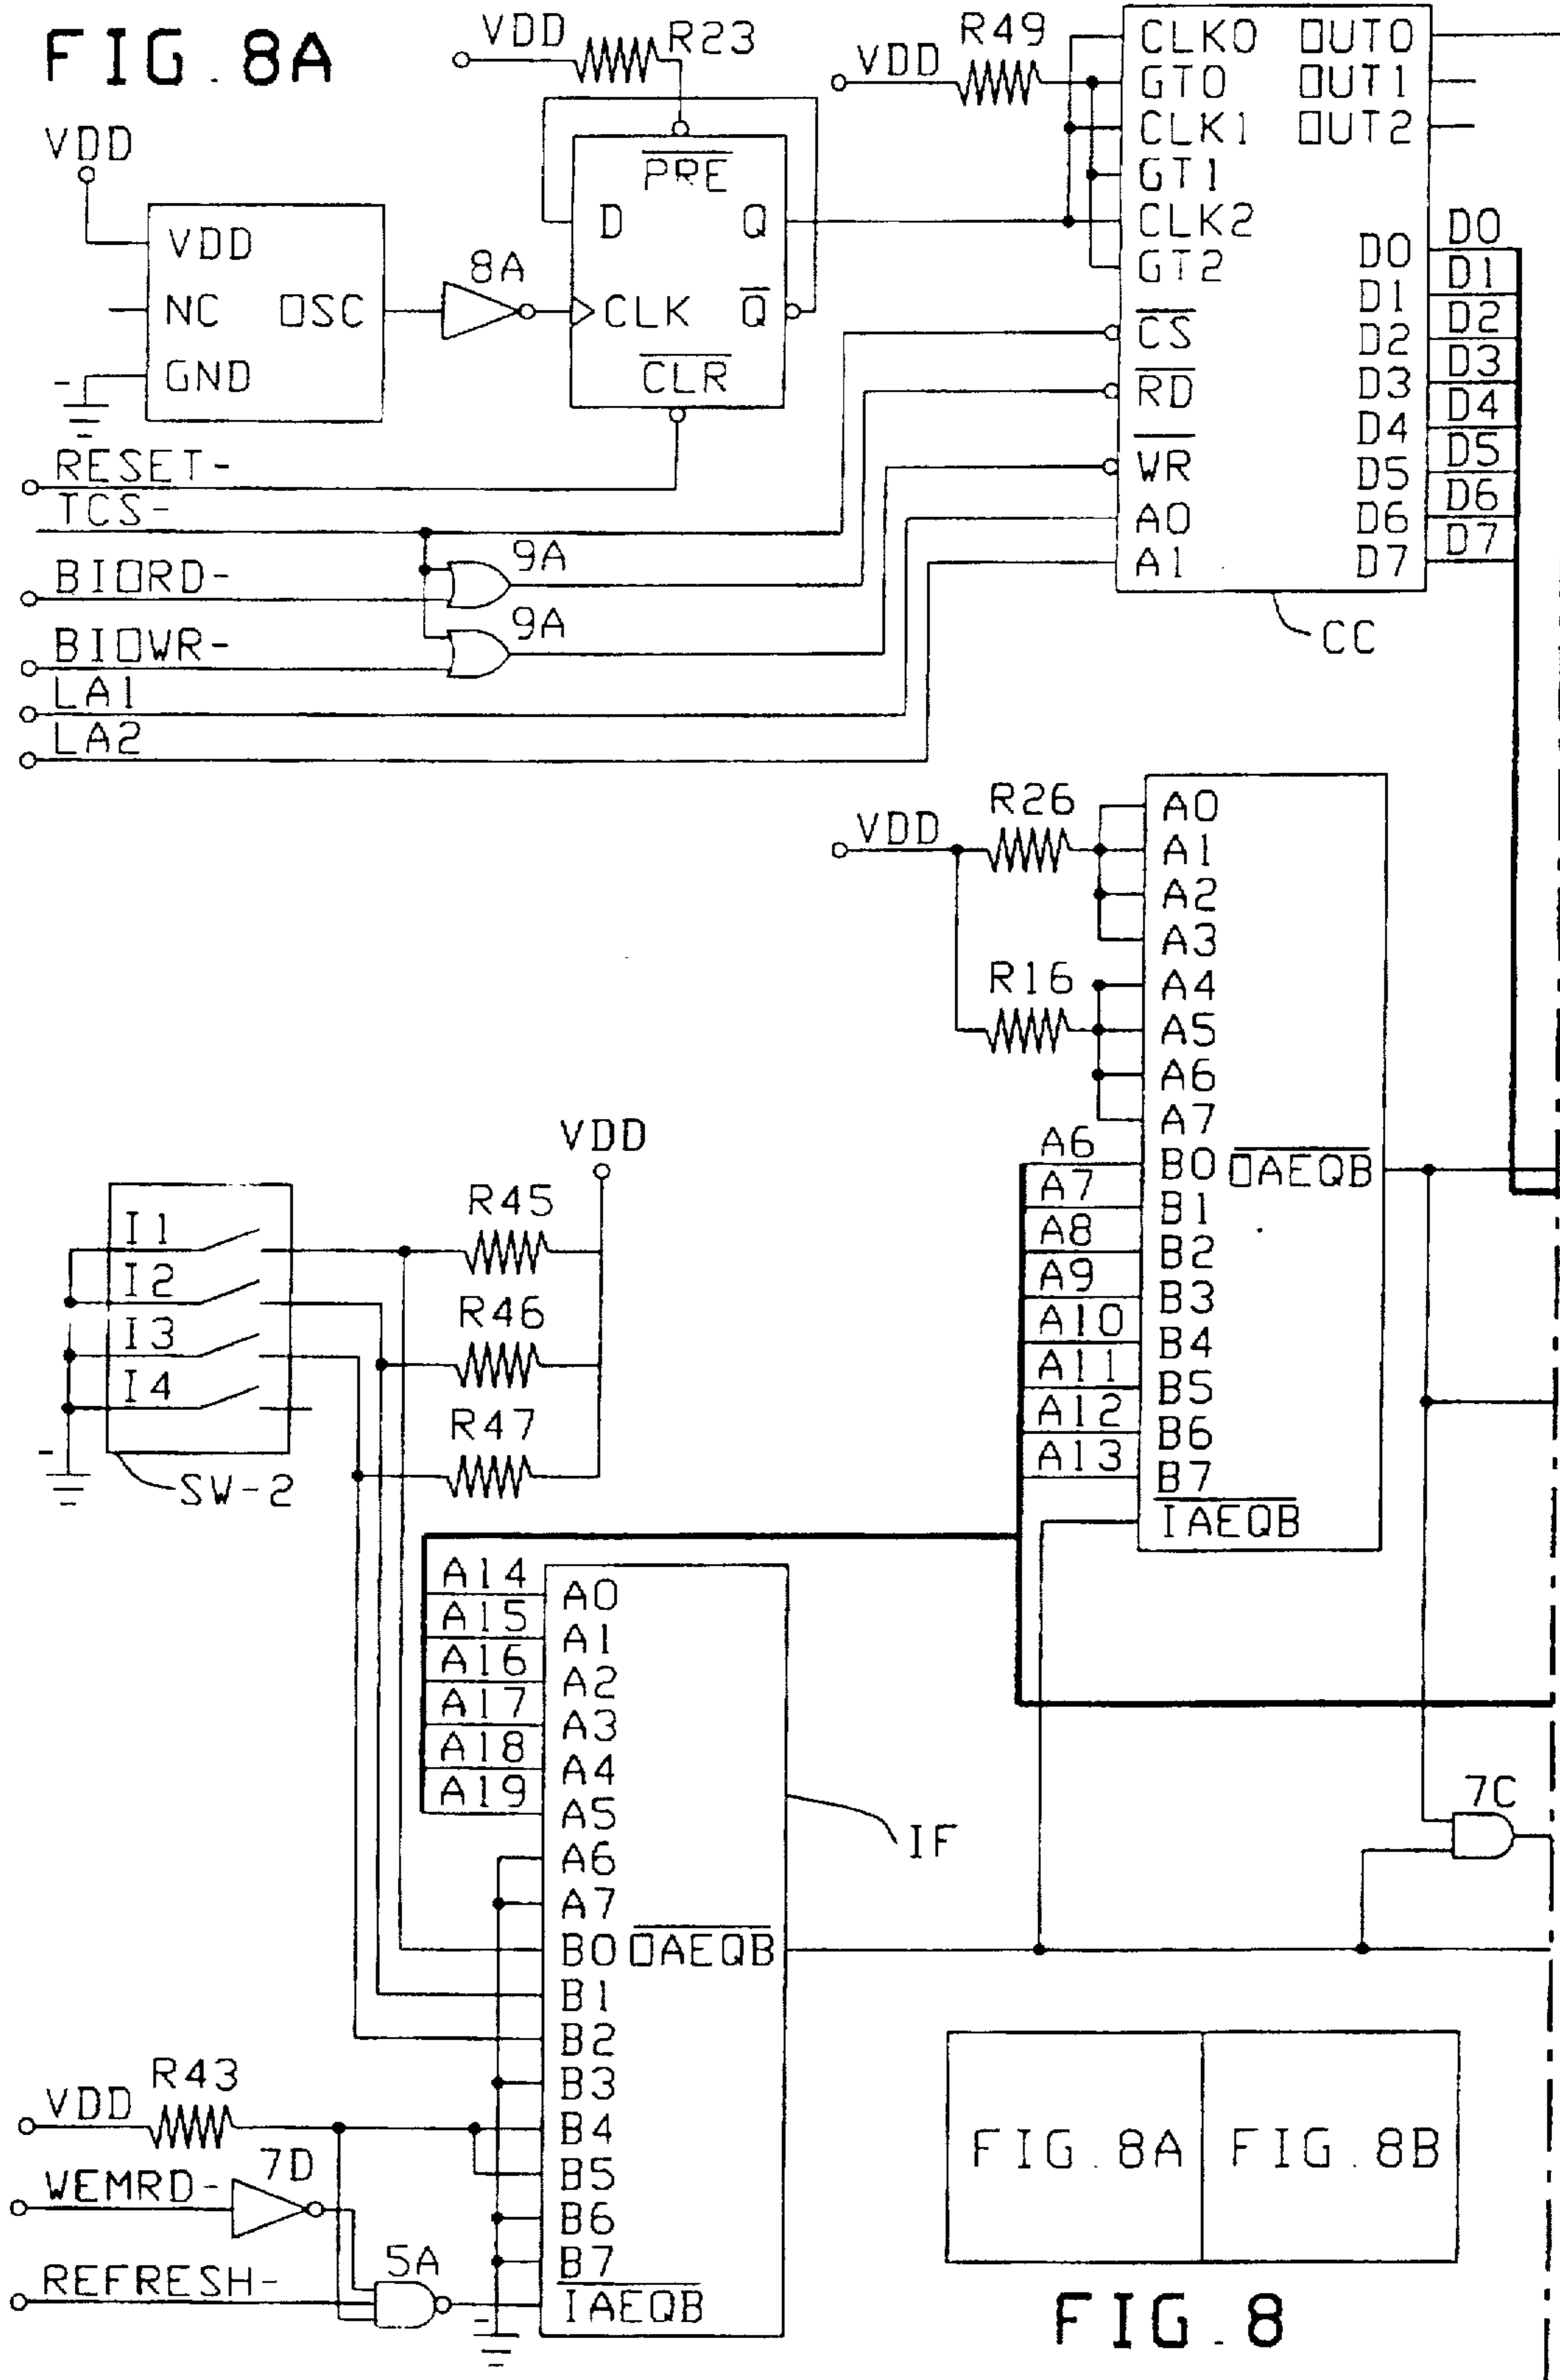 FIG.8A
VDD R23
VDD R49
VDD
VDD
NC OSC
GND
8A
PRE
D Q
CLK Q
CLR
CLK0 OUT0
GT0 OUT1
CLK1 OUT2
GT1
CLK2
GT2
CS
RD
WR
A0
A1
D0 D0
D1 D1
D2 D2
D3 D3
D4 D4
D5 D5
D6 D6
D7 D7
CC
RESET-
TCS-
BIORD-
9A
BIOWR-
9A
LA1
LA2
VDD R26
R16
A0
A1
A2
A3
A4
A5
A6
A7
A6 B0 OAEQB
A7 B1
A8 B2
A9 B3
A10 B4
A11 B5
A12 B6
A13 B7
IAEQB
VDD
I1 R45
I2 R46
I3
I4 R47
SW-2
A14 A0
A15 A1
A16 A2
A17 A3
A18 A4
A19 A5
A6
A7
B0 OAEQB
B1
B2
B3
B4
B5
B6
B7
IAEQB
IF
7C
VDD R43
WEMRD- 7D
REFRESH- 5A
FIG.8A FIG.8B
FIG.8